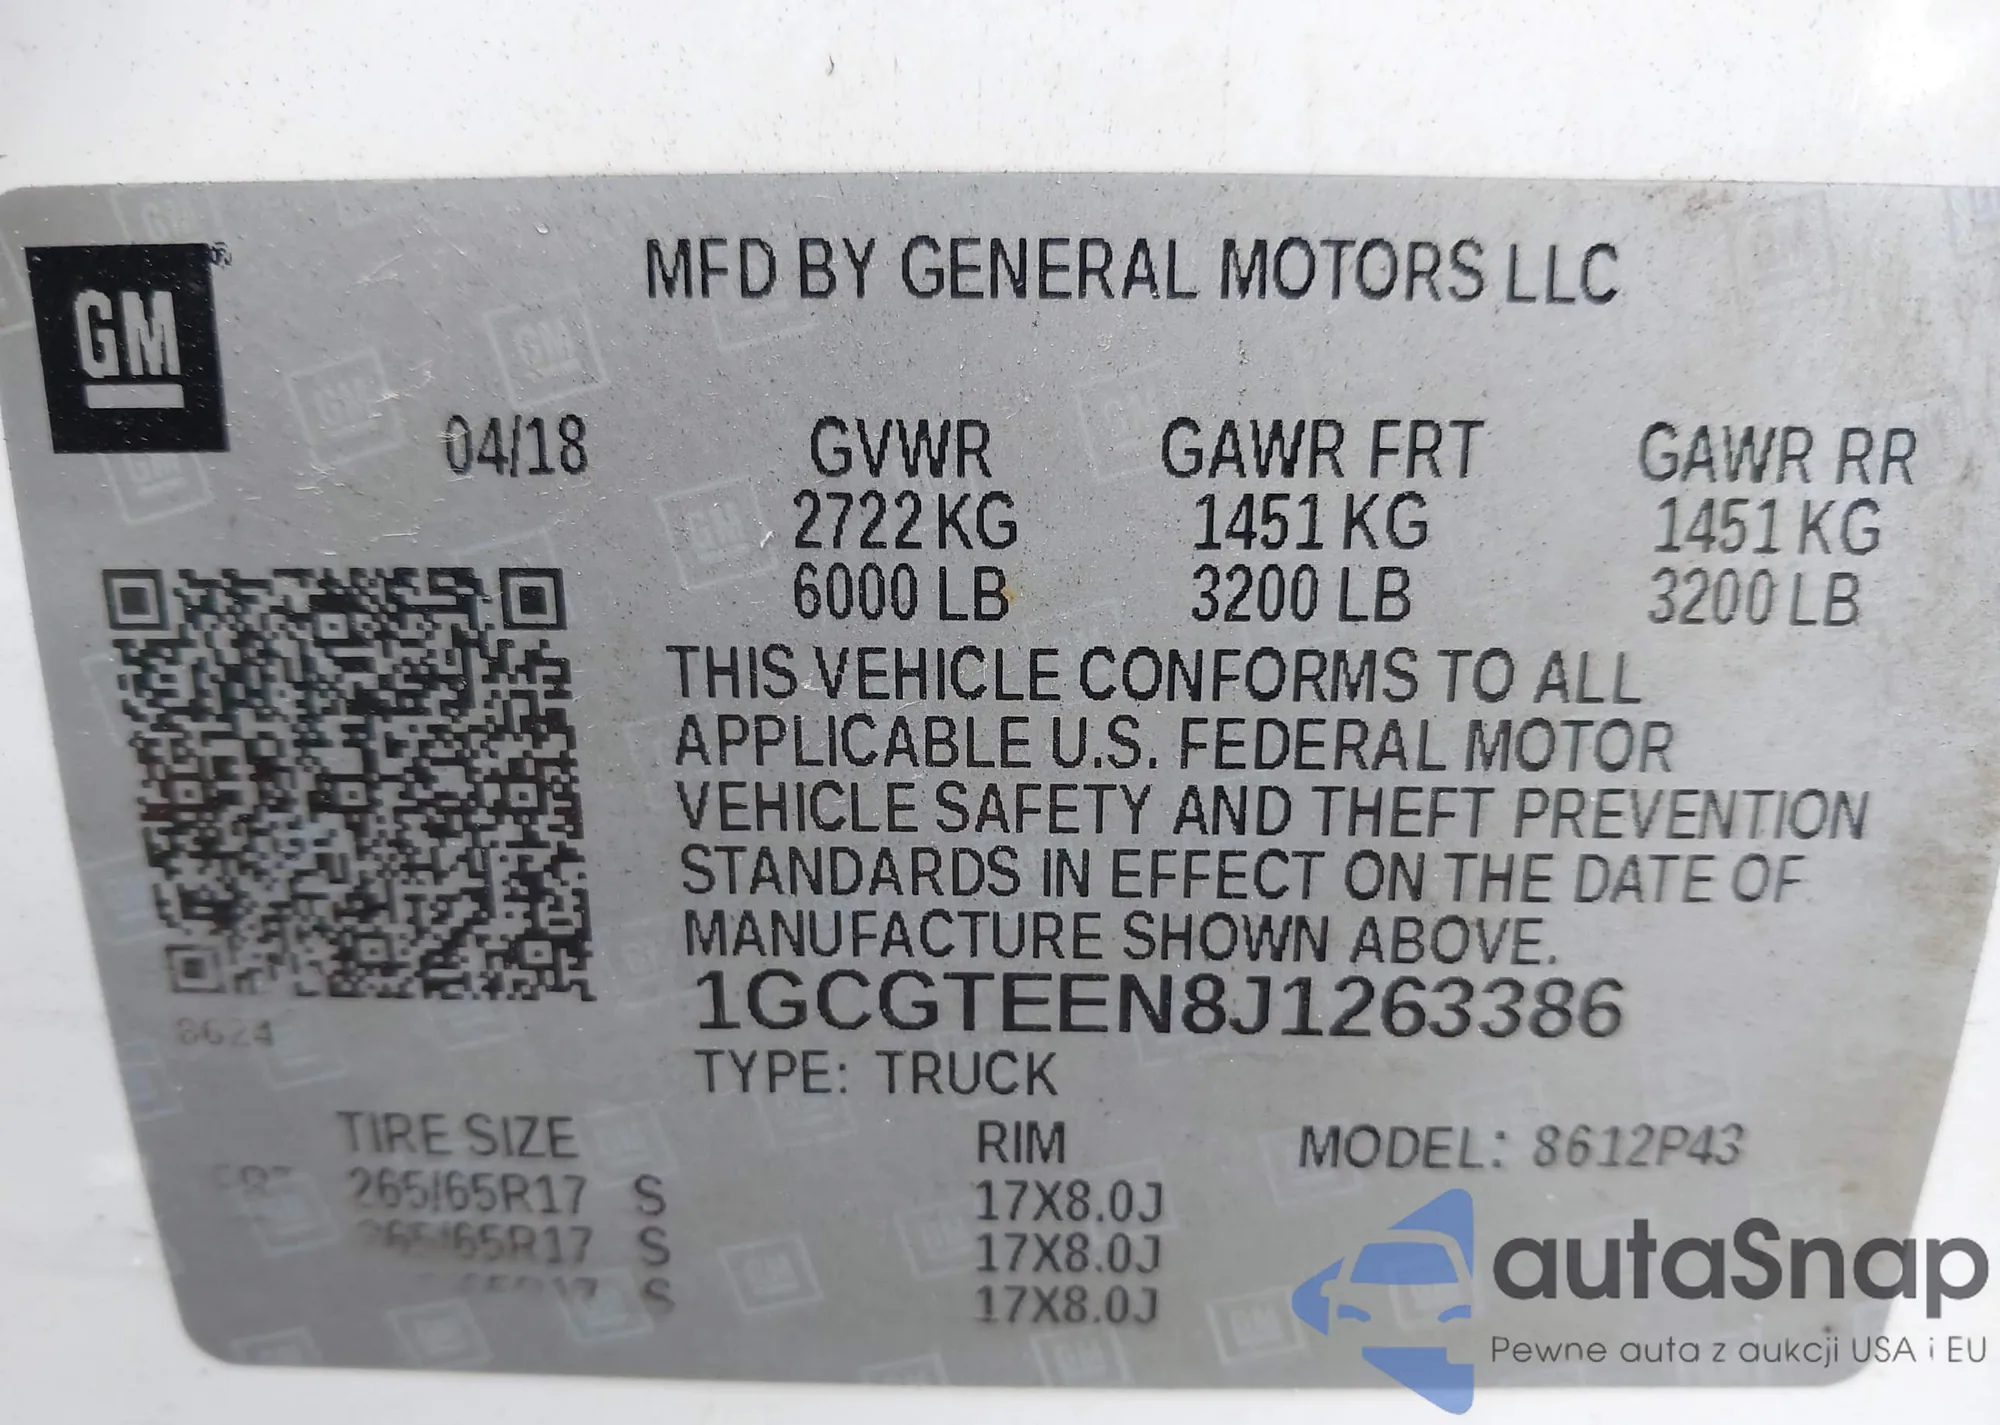 MFD BY GENERAL MOTORS LLC
GM
04/18 GVWR GAWR FRT GAWR RR
2722 KG 1451 KG 1451 KG
6000 LB 3200 LB 3200 LB
THIS VEHICLE CONFORMS TO ALL
APPLICABLE U.S. FEDERAL MOTOR
VEHICLE SAFETY AND THEFT PREVENTION
STANDARDS IN EFFECT ON THE DATE OF
MANUFACTURE SHOWN ABOVE.
1GCGTEEN8J1263386
8624
TYPE: TRUCK
TIRE SIZE RIM MODEL: 8612P43
265/65R17 S 17X8.0J
265/65R17 S 17X8.0J
S 17X8.0J
autaSnap
Pewne auta z aukcji USA i EU